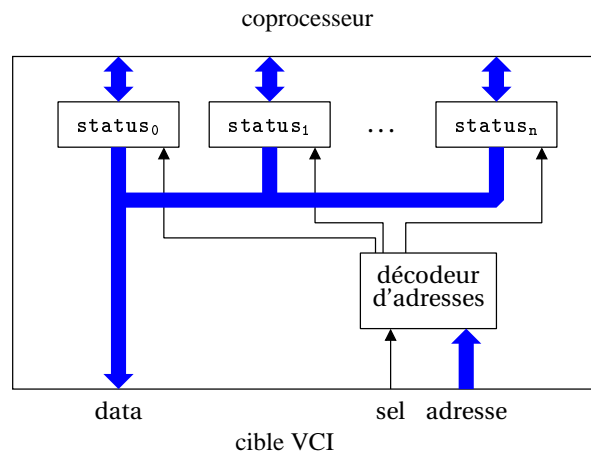 coprocesseur
status₀ status₁ ... statusₙ
décodeur
d'adresses
data sel adresse
cible VCI